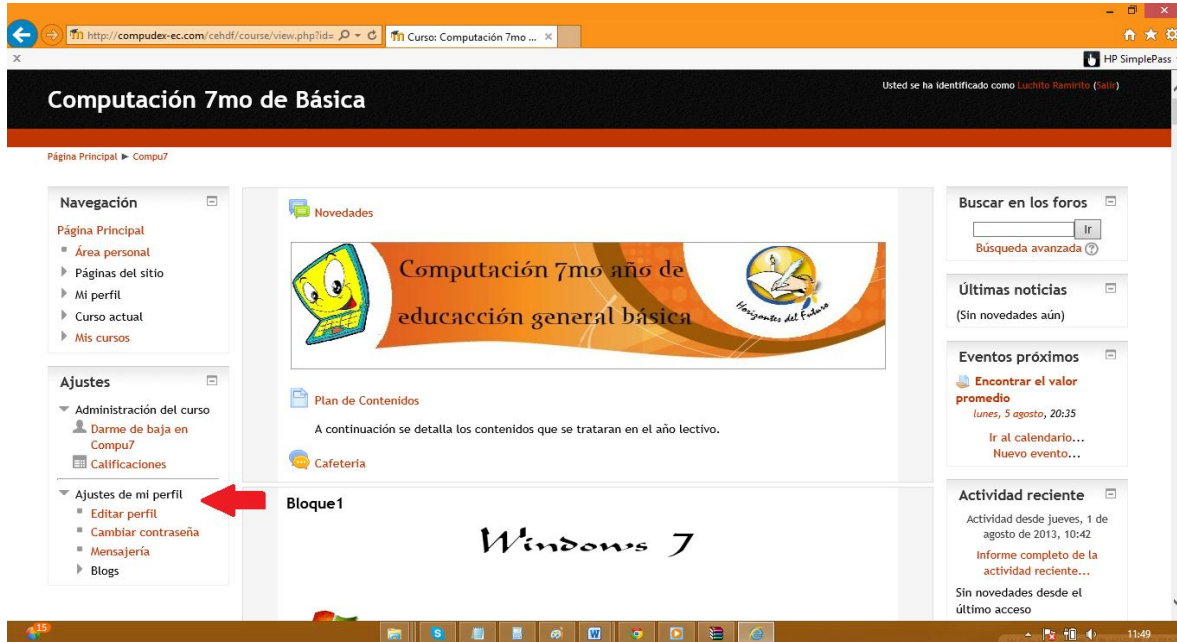 http://compudex-ec.com/cehdf/course/view.php?id=
Curso: Computación 7mo ...
HP SimplePass
Computación 7mo de Básica
Usted se ha identificado como Luchito Ramirito (Salir)
Página Principal ► Compu7
Navegación
Página Principal
Área personal
Páginas del sitio
Mi perfil
Curso actual
Mis cursos
Ajustes
Administración del curso
Darme de baja en
Compu7
Calificaciones
Ajustes de mi perfil
Editar perfil
Cambiar contraseña
Mensajería
Blogs
Novedades
Computación 7mo año de
educacción general básica
Horizontes del Futuro
Plan de Contenidos
A continuación se detalla los contenidos que se trataran en el año lectivo.
Cafeteria
Bloque1
Windows 7
Buscar en los foros
Ir
Búsqueda avanzada
Últimas noticias
(Sin novedades aún)
Eventos próximos
Encontrar el valor
promedio
lunes, 5 agosto, 20:35
Ir al calendario...
Nuevo evento...
Actividad reciente
Actividad desde jueves, 1 de
agosto de 2013, 10:42
Informe completo de la
actividad reciente...
Sin novedades desde el
último acceso
15
11:49